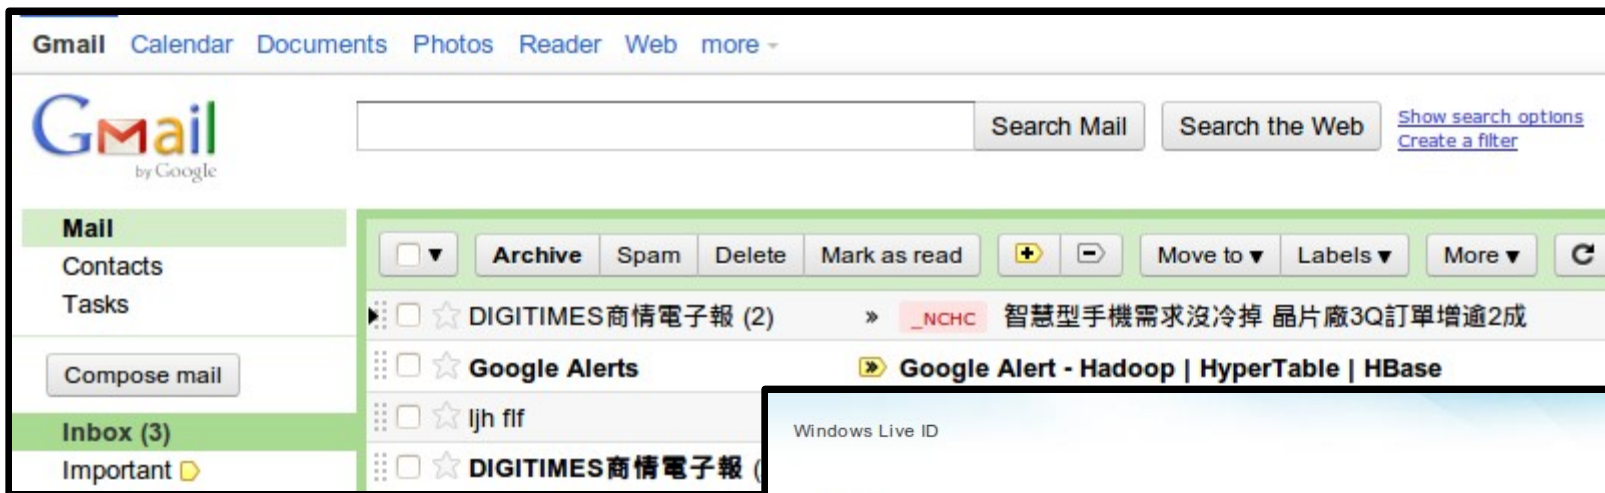 Gmail Calendar Documents Photos Reader Web more
Gmail
by Google
Search Mail Search the Web Show search options
Create a filter
Mail
Contacts
Tasks
Compose mail
Inbox (3)
Important
Archive Spam Delete Mark as read Move to Labels More
DIGITIMES商情電子報 (2) » _NCHC 智慧型手機需求沒冷掉 晶片廠3Q訂單增逾2成
Google Alerts Google Alert - Hadoop | HyperTable | HBase
ljh flf
DIGITIMES商情電子報 (
Windows Live ID